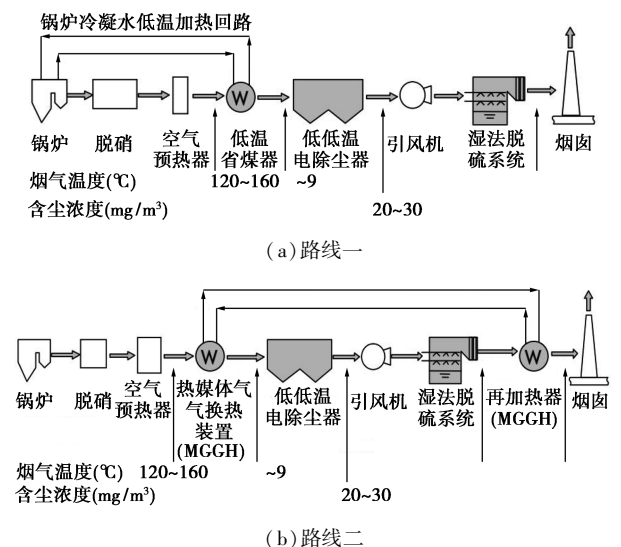 锅炉冷凝水低温加热回路
W
锅炉
脱硝
空气
预热器
低温
省煤器
低低温
电除尘器
引风机
湿法脱
硫系统
烟囱
烟气温度(℃)
120~160
~9
含尘浓度(mg/m³)
20~30
(a)路线一
W
W
锅炉
脱硝
空气
预热器
热媒体气
气换热
装置
(MGGH)
低低温
电除尘器
引风机
湿法脱
硫系统
再加热器
(MGGH)
烟囱
烟气温度(℃)
120~160
~9
含尘浓度(mg/m³)
20~30
(b)路线二